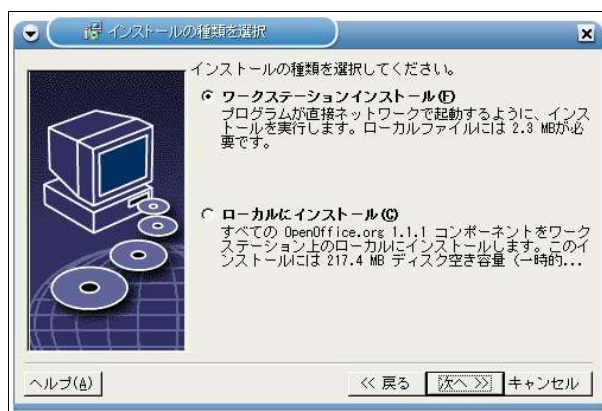 インストールの種類を選択
インストールの種類を選択してください。
ワークステーションインストール(F)
プログラムが直接ネットワークで起動するように、インス
トールを実行します。ローカルファイルには 2.3 MBが必
要です。
ローカルにインストール(C)
すべての OpenOffice.org 1.1.1 コンポーネントをワーク
ステーション上のローカルにインストールします。このイ
ンストールには 217.4 MB ディスク空き容量（一時的...
ヘルプ(A)
<< 戻る
次へ >>
キャンセル